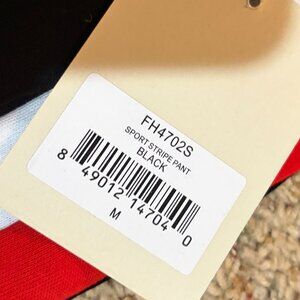 FH4702S
SPORT STRIPE PANT
BLACK
8 49012 14704 0
M